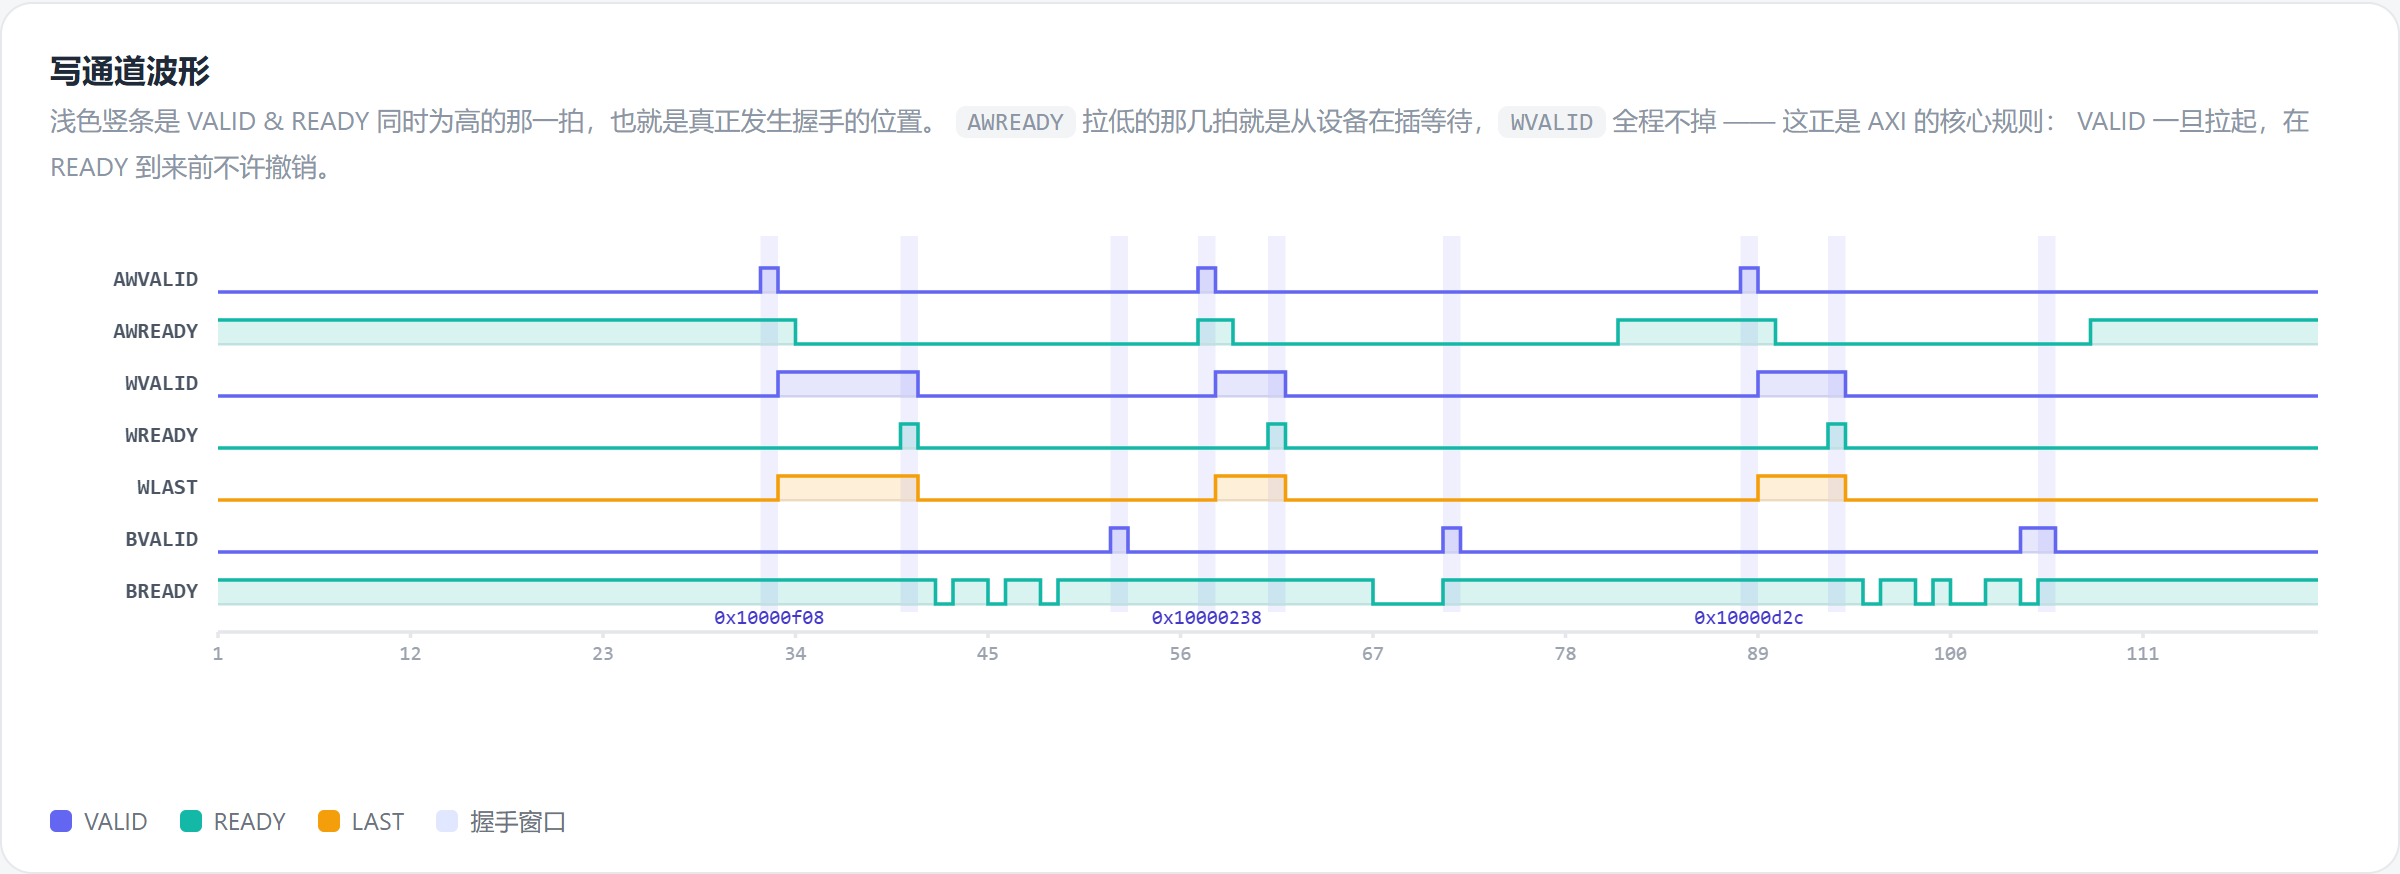 写通道波形
浅色竖条是 VALID & READY 同时为高的那一拍，也就是真正发生握手的位置。 AWREADY 拉低的那几拍就是从设备在插等待， WVALID 全程不掉 —— 这正是 AXI 的核心规则： VALID 一旦拉起，在
READY 到来前不许撤销。
AWVALID
AWREADY
WVALID
WREADY
WLAST
BVALID
BREADY
0x10000f08 0x10000238 0x10000d2c
1 12 23 34 45 56 67 78 89 100 111
VALID READY LAST 握手窗口